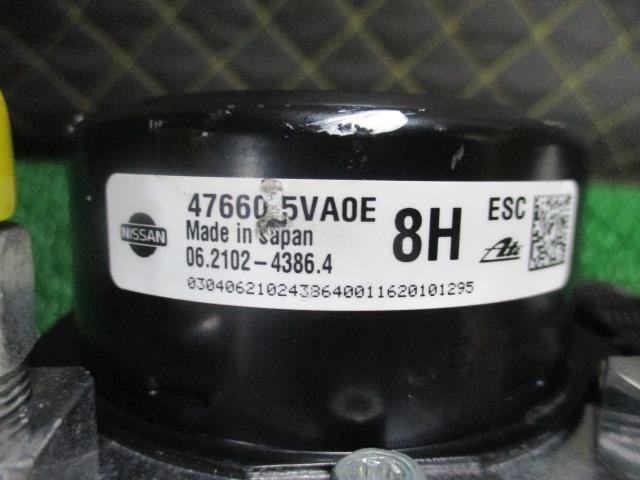 NISSAN
47660 5VA0E
Made in Japan
06.2102-4386.4
8H
ESC
Ate
0304062102438640011620101295